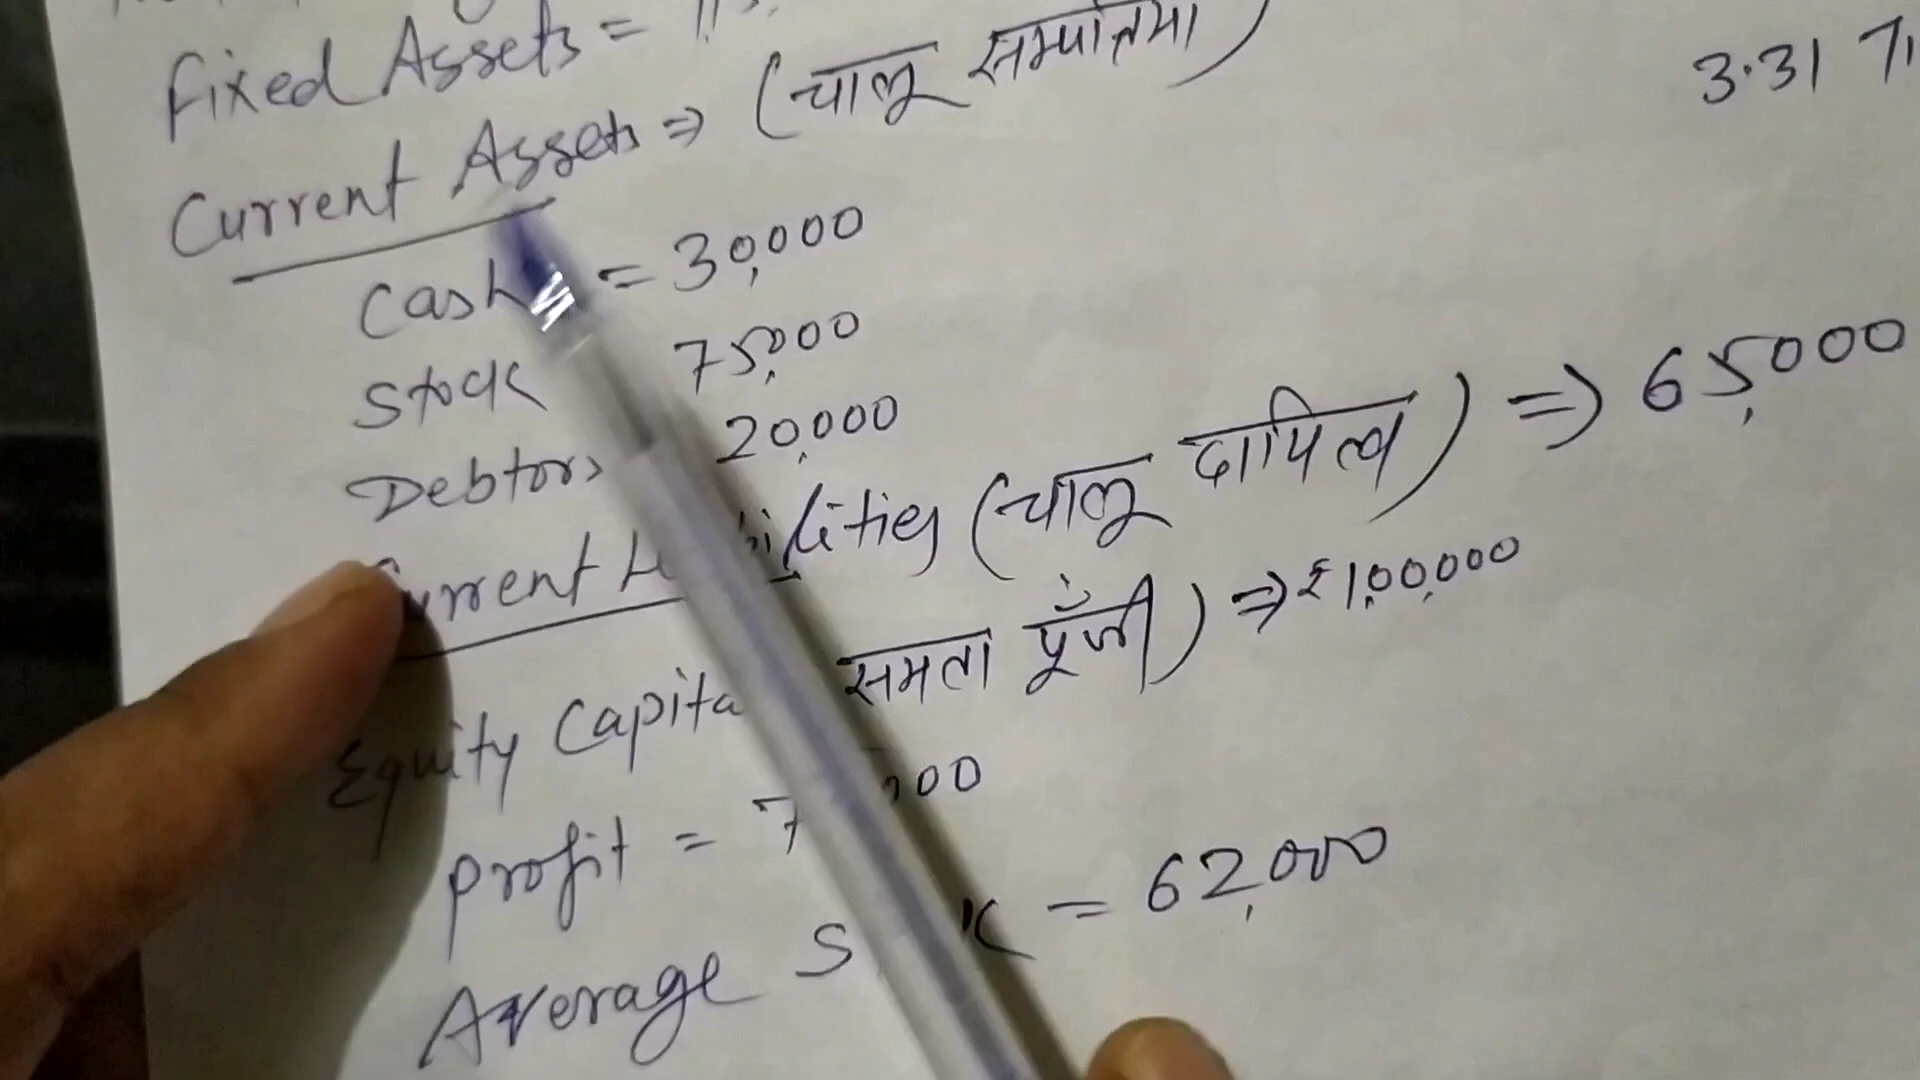 Fixed Assets =
Current Assets ⇒ (चालू सम्पत्तियां)
3.31
Cash = 30,000
Stock 75,000
Debtors 20,000
Current Liabilities (चालू दायित्व) ⇒ 65,000
Equity Capital समता पूँजी) ⇒ ₹1,00,000
Profit =
Average = 62,000